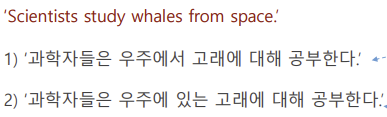 'Scientists study whales from space.'
1) '과학자들은 우주에서 고래에 대해 공부한다.'
2) '과학자들은 우주에 있는 고래에 대해 공부한다.'